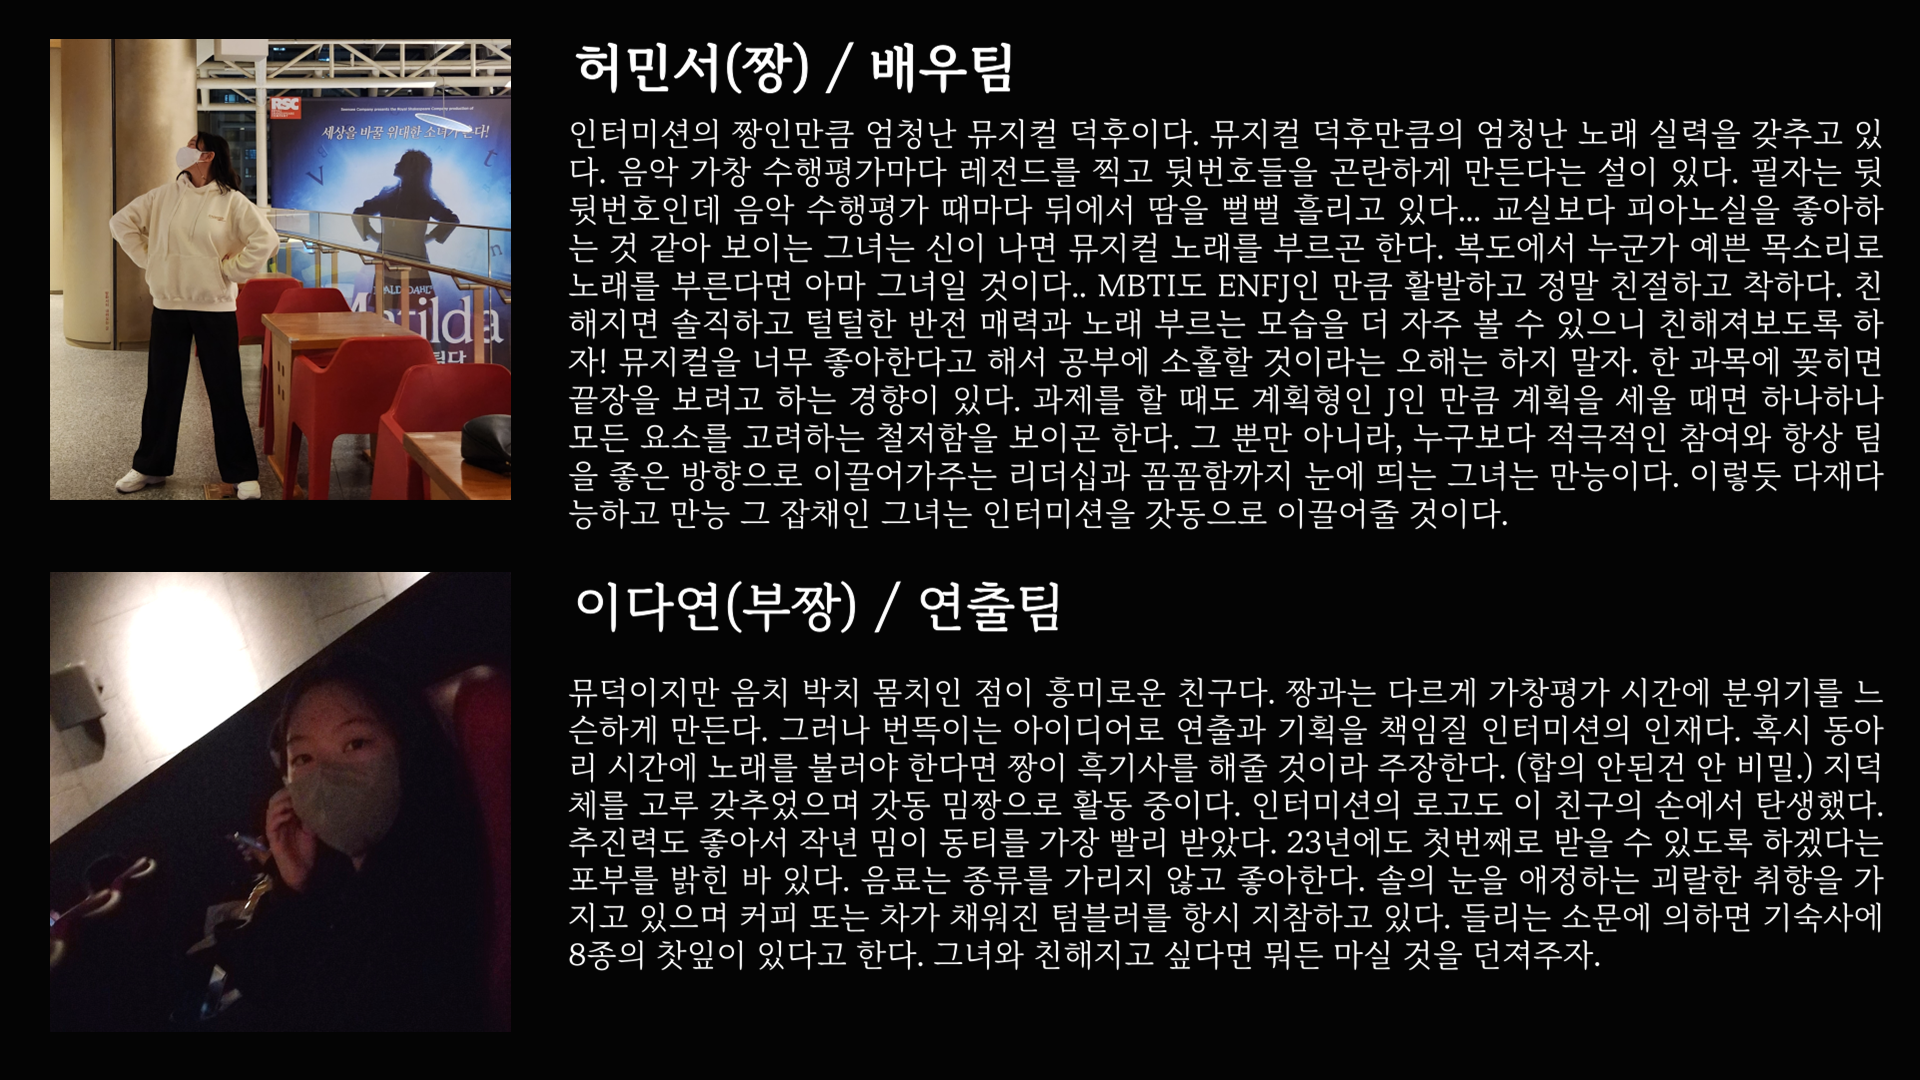 허민서(짱) / 배우팀
인터미션의 짱인만큼 엄청난 뮤지컬 덕후이다. 뮤지컬 덕후만큼의 엄청난 노래 실력을 갖추고 있
다. 음악 가창 수행평가마다 레전드를 찍고 뒷번호들을 곤란하게 만든다는 설이 있다. 필자는 뒷
뒷번호인데 음악 수행평가 때마다 뒤에서 땀을 뻘뻘 흘리고 있다... 교실보다 피아노실을 좋아하
는 것 같아 보이는 그녀는 신이 나면 뮤지컬 노래를 부르곤 한다. 복도에서 누군가 예쁜 목소리로
노래를 부른다면 아마 그녀일 것이다.. MBTI도 ENFJ인 만큼 활발하고 정말 친절하고 착하다. 친
해지면 솔직하고 털털한 반전 매력과 노래 부르는 모습을 더 자주 볼 수 있으니 친해져보도록 하
자! 뮤지컬을 너무 좋아한다고 해서 공부에 소홀할 것이라는 오해는 하지 말자. 한 과목에 꽂히면
끝장을 보려고 하는 경향이 있다. 과제를 할 때도 계획형인 J인 만큼 계획을 세울 때면 하나하나
모든 요소를 고려하는 철저함을 보이곤 한다. 그 뿐만 아니라, 누구보다 적극적인 참여와 항상 팀
을 좋은 방향으로 이끌어가주는 리더십과 꼼꼼함까지 눈에 띄는 그녀는 만능이다. 이렇듯 다재다
능하고 만능 그 잡채인 그녀는 인터미션을 갓동으로 이끌어줄 것이다.
RSC
세상을 바꿀 위대한 소녀가 온다!
Matilda
이다연(부짱) / 연출팀
뮤덕이지만 음치 박치 몸치인 점이 흥미로운 친구다. 짱과는 다르게 가창평가 시간에 분위기를 느
슨하게 만든다. 그러나 번뜩이는 아이디어로 연출과 기획을 책임질 인터미션의 인재다. 혹시 동아
리 시간에 노래를 불러야 한다면 짱이 흑기사를 해줄 것이라 주장한다. (합의 안된건 안 비밀.) 지덕
체를 고루 갖추었으며 갓동 밈짱으로 활동 중이다. 인터미션의 로고도 이 친구의 손에서 탄생했다.
추진력도 좋아서 작년 밈이 동티를 가장 빨리 받았다. 23년에도 첫번째로 받을 수 있도록 하겠다는
포부를 밝힌 바 있다. 음료는 종류를 가리지 않고 좋아한다. 솔의 눈을 애정하는 괴랄한 취향을 가
지고 있으며 커피 또는 차가 채워진 텀블러를 항시 지참하고 있다. 들리는 소문에 의하면 기숙사에
8종의 찻잎이 있다고 한다. 그녀와 친해지고 싶다면 뭐든 마실 것을 던져주자.